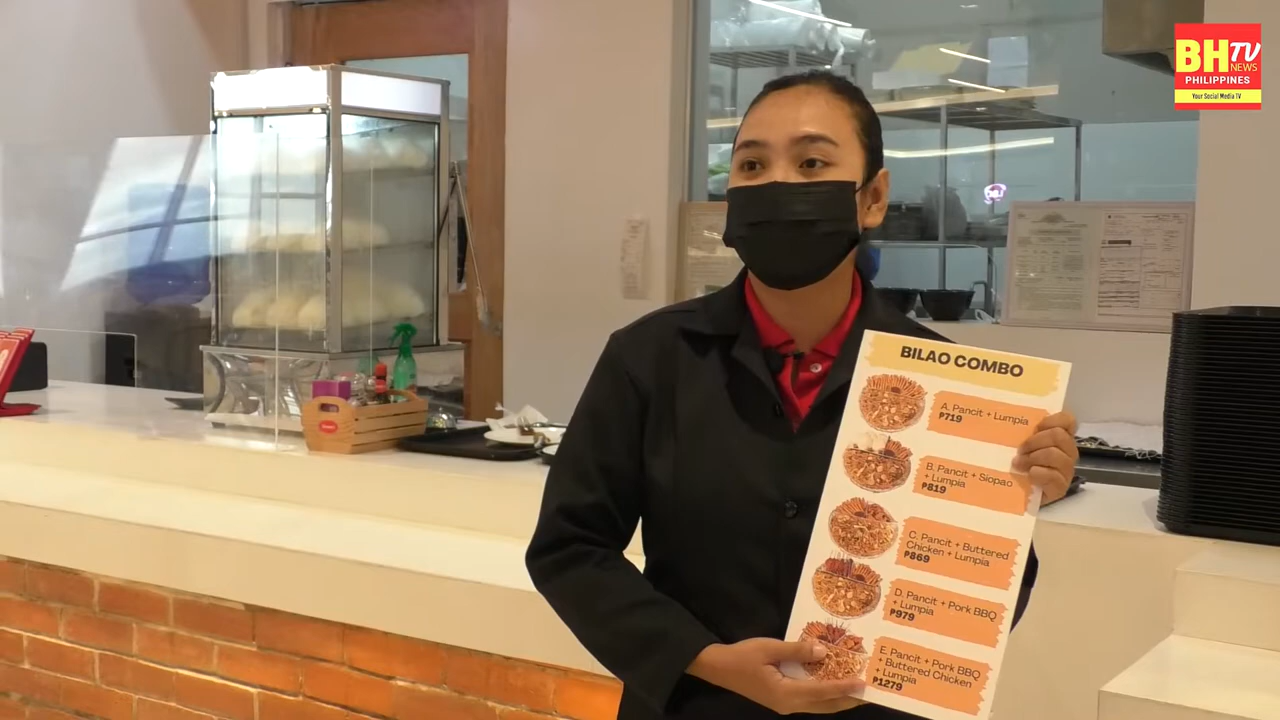 BHTV
NEWS
PHILIPPINES
Your Social Media TV
BILAO COMBO
A. Pancit + Lumpia
₱719
B. Pancit + Siopao
+ Lumpia
₱819
C. Pancit + Buttered
Chicken + Lumpia
₱869
D. Pancit + Pork BBQ
+ Lumpia
₱979
E. Pancit + Pork BBQ
+ Buttered Chicken
+ Lumpia
₱1279